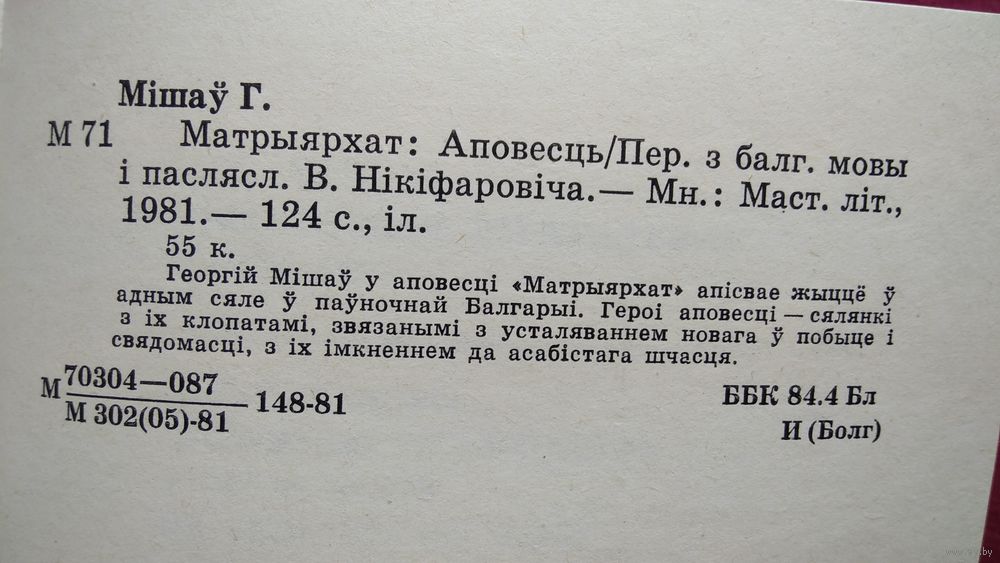 Мішаў Г.
М 71 Матрыярхат: Аповесць/Пер. з балг. мовы
і паслясл. В. Нікіфаровіча.— Мн.: Маст. літ.,
1981.— 124 с., іл.
55 к.
Георгій Мішаў у аповесці «Матрыярхат» апісвае жыццё ў
адным сяле ў паўночнай Балгарыі. Героі аповесці — сялянкі
з іх клопатамі, звязанымі з усталяваннем новага ў побыце і
свядомасці, з іх імкненнем да асабістага шчасця.
М 70304—087
М 302(05)-81 148-81
ББК 84.4 Бл
И (Болг)